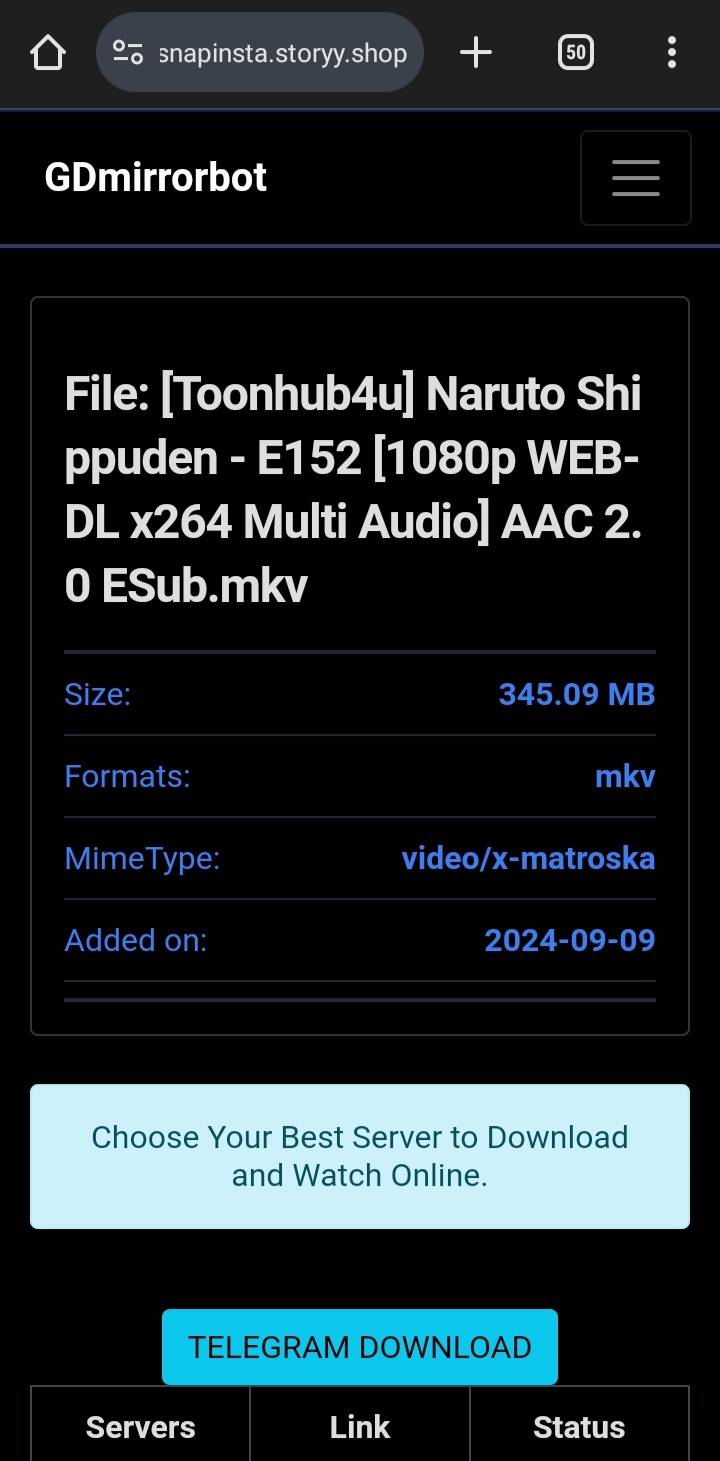 snapinsta.storyy.shop
50
GDmirrorbot
File: [Toonhub4u] Naruto Shi
ppuden - E152 [1080p WEB-
DL x264 Multi Audio] AAC 2.
0 ESub.mkv
Size: 345.09 MB
Formats: mkv
MimeType: video/x-matroska
Added on: 2024-09-09
Choose Your Best Server to Download
and Watch Online.
TELEGRAM DOWNLOAD
Servers Link Status